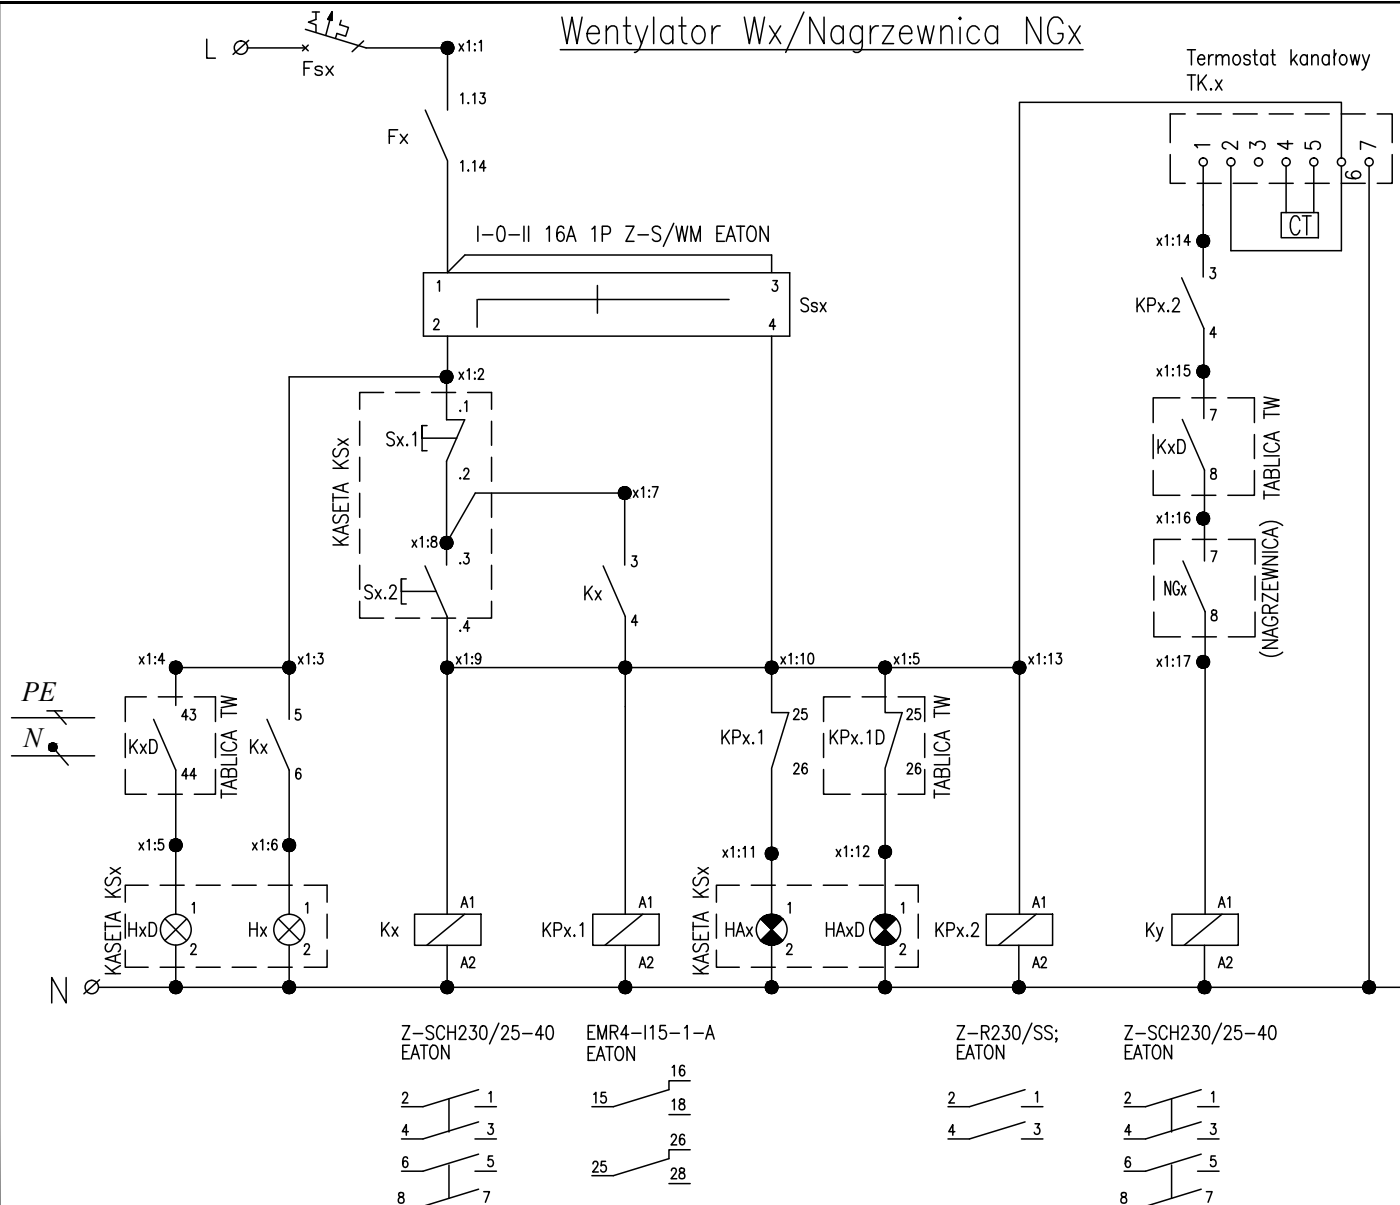 Wentylator Wx/Nagrzewnica NGx
L
Fsx
x1:1
1.13
Fx
1.14
Termostat kanałowy
TK.x
1 2 3 4 5 6 7
CT
I-0-II 16A 1P Z-S/WM EATON
1 3
2 4
Ssx
x1:14
3
KPx.2
4
x1:15
x1:2
.1
Sx.1
.2
KASETA KSx
x1:7
x1:8
.3
Sx.2
.4
3
Kx
4
7
KxD
8
TABLICA TW
x1:16
7
NGx
8
(NAGRZEWNICA)
x1:17
x1:4
x1:3
x1:9
x1:10
x1:5
x1:13
PE
N
43
KxD
44
TABLICA TW
5
Kx
6
25
KPx.1
26
25
KPx.1D
26
TABLICA TW
x1:5
x1:6
x1:11
x1:12
KASETA KSx
1
HxD
2
1
Hx
2
A1
Kx
A2
A1
KPx.1
A2
KASETA KSx
1
HAx
2
1
HAxD
2
A1
KPx.2
A2
A1
Ky
A2
N
Z-SCH230/25-40
EATON
2 1
4 3
6 5
8 7
EMR4-I15-1-A
EATON
16
15
18
26
25
28
Z-R230/SS;
EATON
2 1
4 3
Z-SCH230/25-40
EATON
2 1
4 3
6 5
8 7